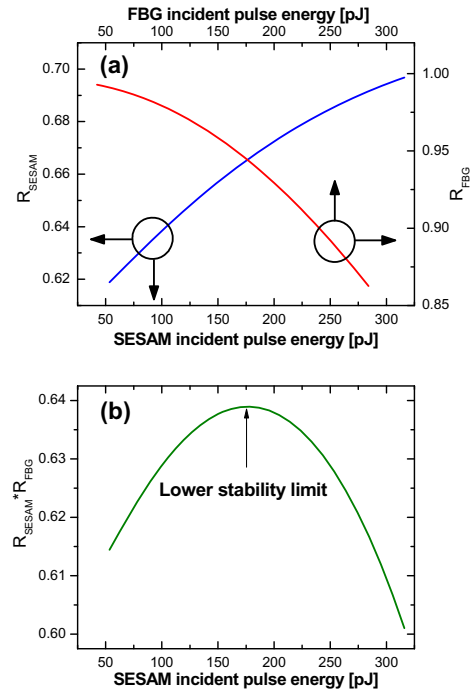 FBG incident pulse energy [pJ]
50 100 150 200 250 300
(a)
R_SESAM
0.70
0.68
0.66
0.64
0.62
R_FBG
1.00
0.95
0.90
0.85
50 100 150 200 250 300
SESAM incident pulse energy [pJ]
(b)
R_SESAM*R_FBG
0.64
0.63
0.62
0.60
Lower stability limit
50 100 150 200 250 300
SESAM incident pulse energy [pJ]